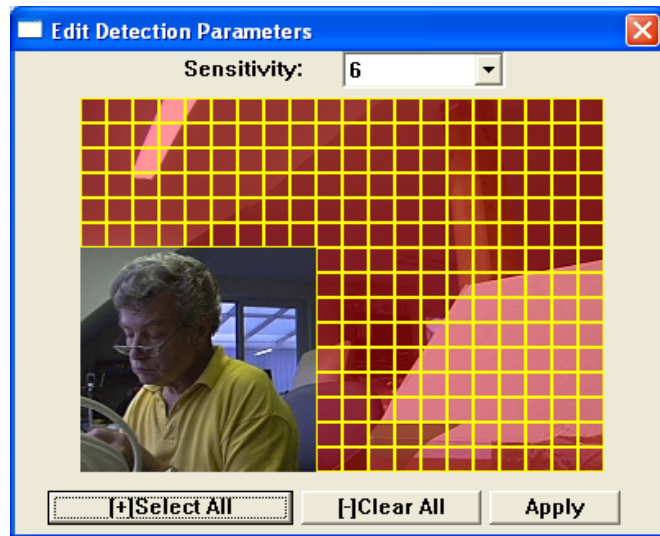 Edit Detection Parameters
Sensitivity: 6
[+]Select All [-]Clear All Apply